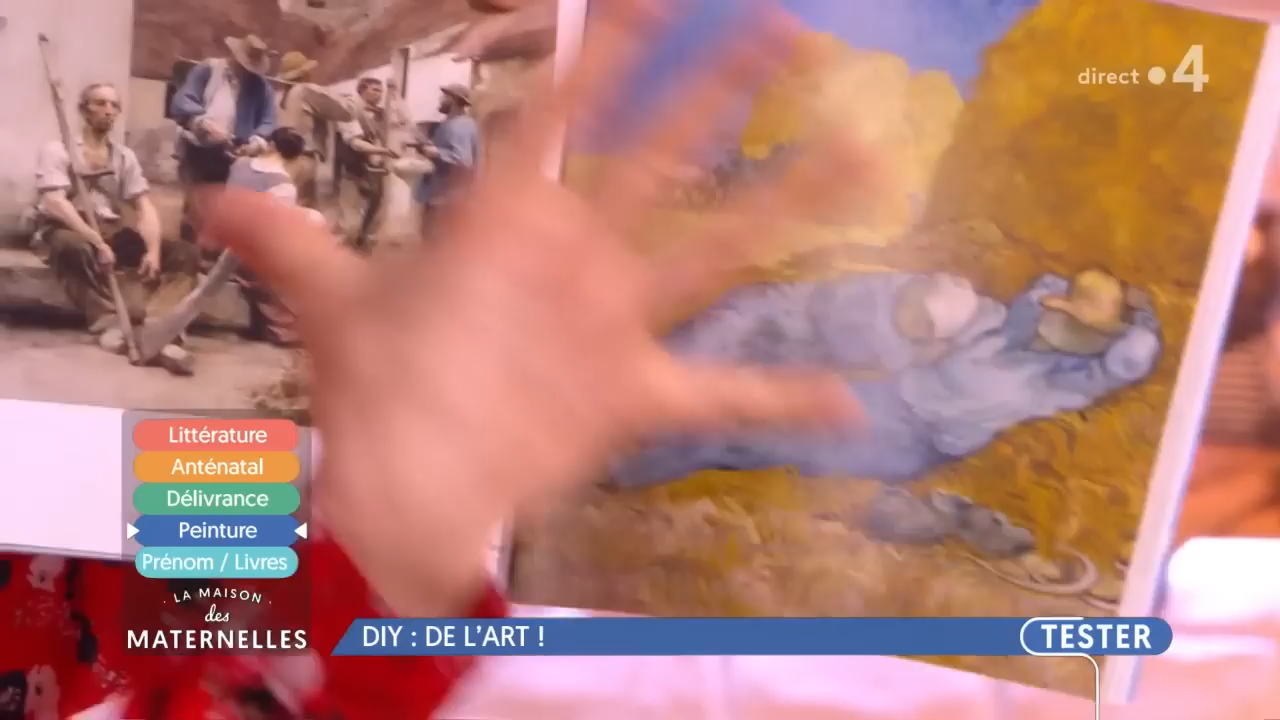 direct 4
Littérature
Anténatal
Délivrance
Peinture
Prénom / Livres
LA MAISON
des
MATERNELLES
DIY : DE L'ART !
TESTER